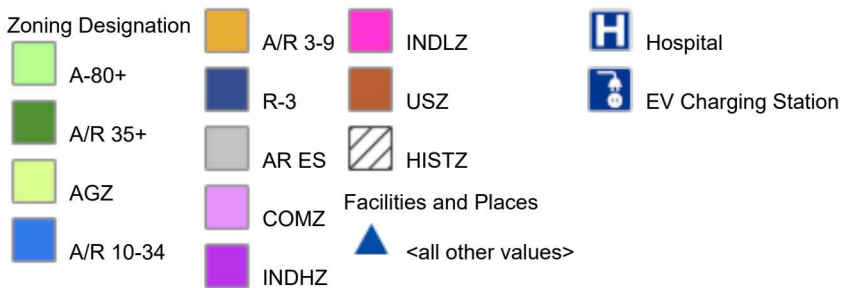 Zoning Designation
A-80+
A/R 35+
AGZ
A/R 10-34
A/R 3-9
R-3
AR ES
COMZ
INDHZ
INDLZ
USZ
HISTZ
Facilities and Places
<all other values>
H
Hospital
EV Charging Station